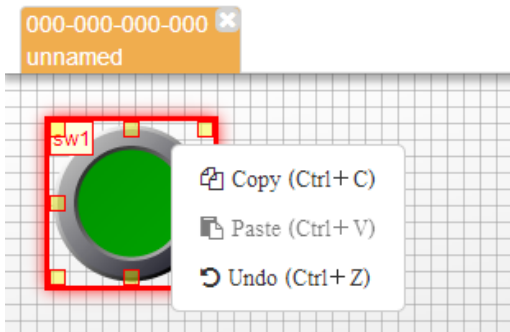 000-000-000-000
unnamed
sw1
Copy (Ctrl+C)
Paste (Ctrl+V)
Undo (Ctrl+Z)